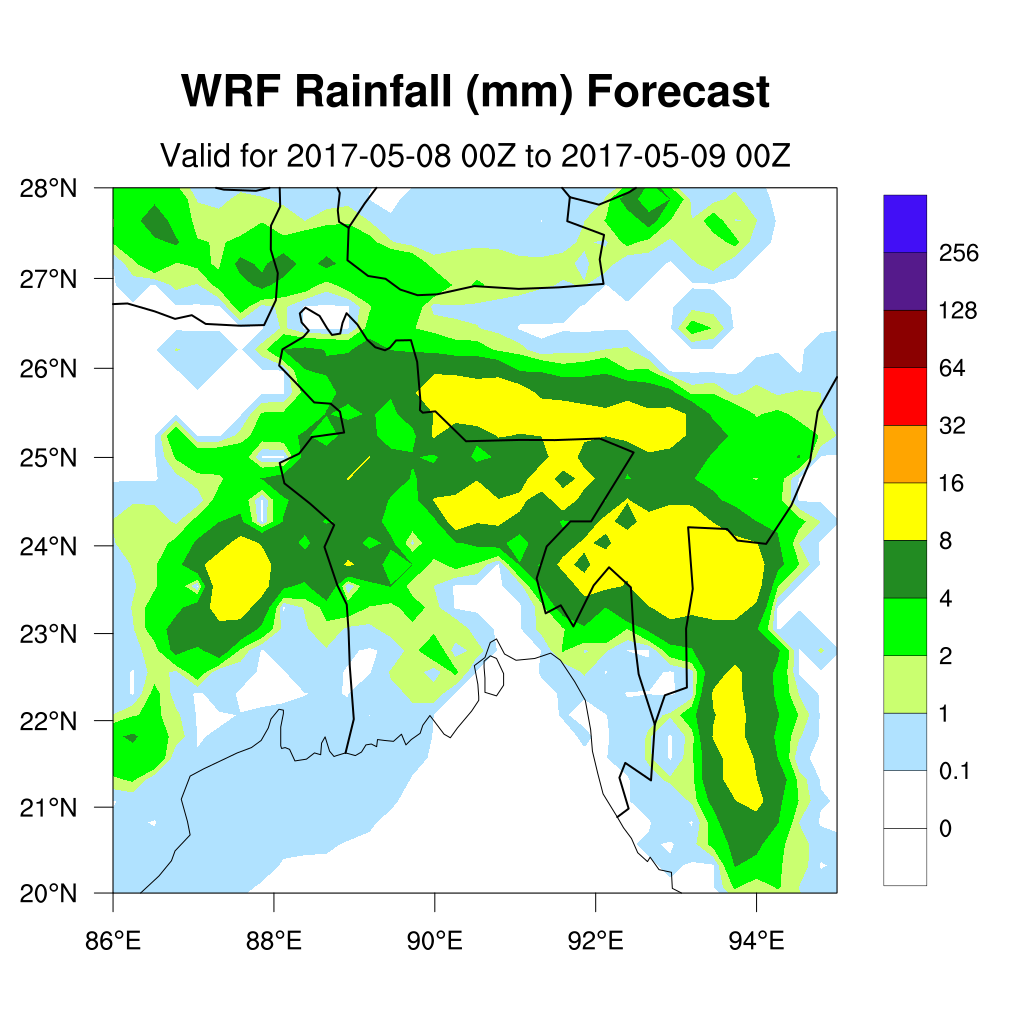 WRF Rainfall (mm) Forecast
Valid for 2017-05-08 00Z to 2017-05-09 00Z
28°N
27°N
26°N
25°N
24°N
23°N
22°N
21°N
20°N
86°E
88°E
90°E
92°E
94°E
256
128
64
32
16
8
4
2
1
0.1
0